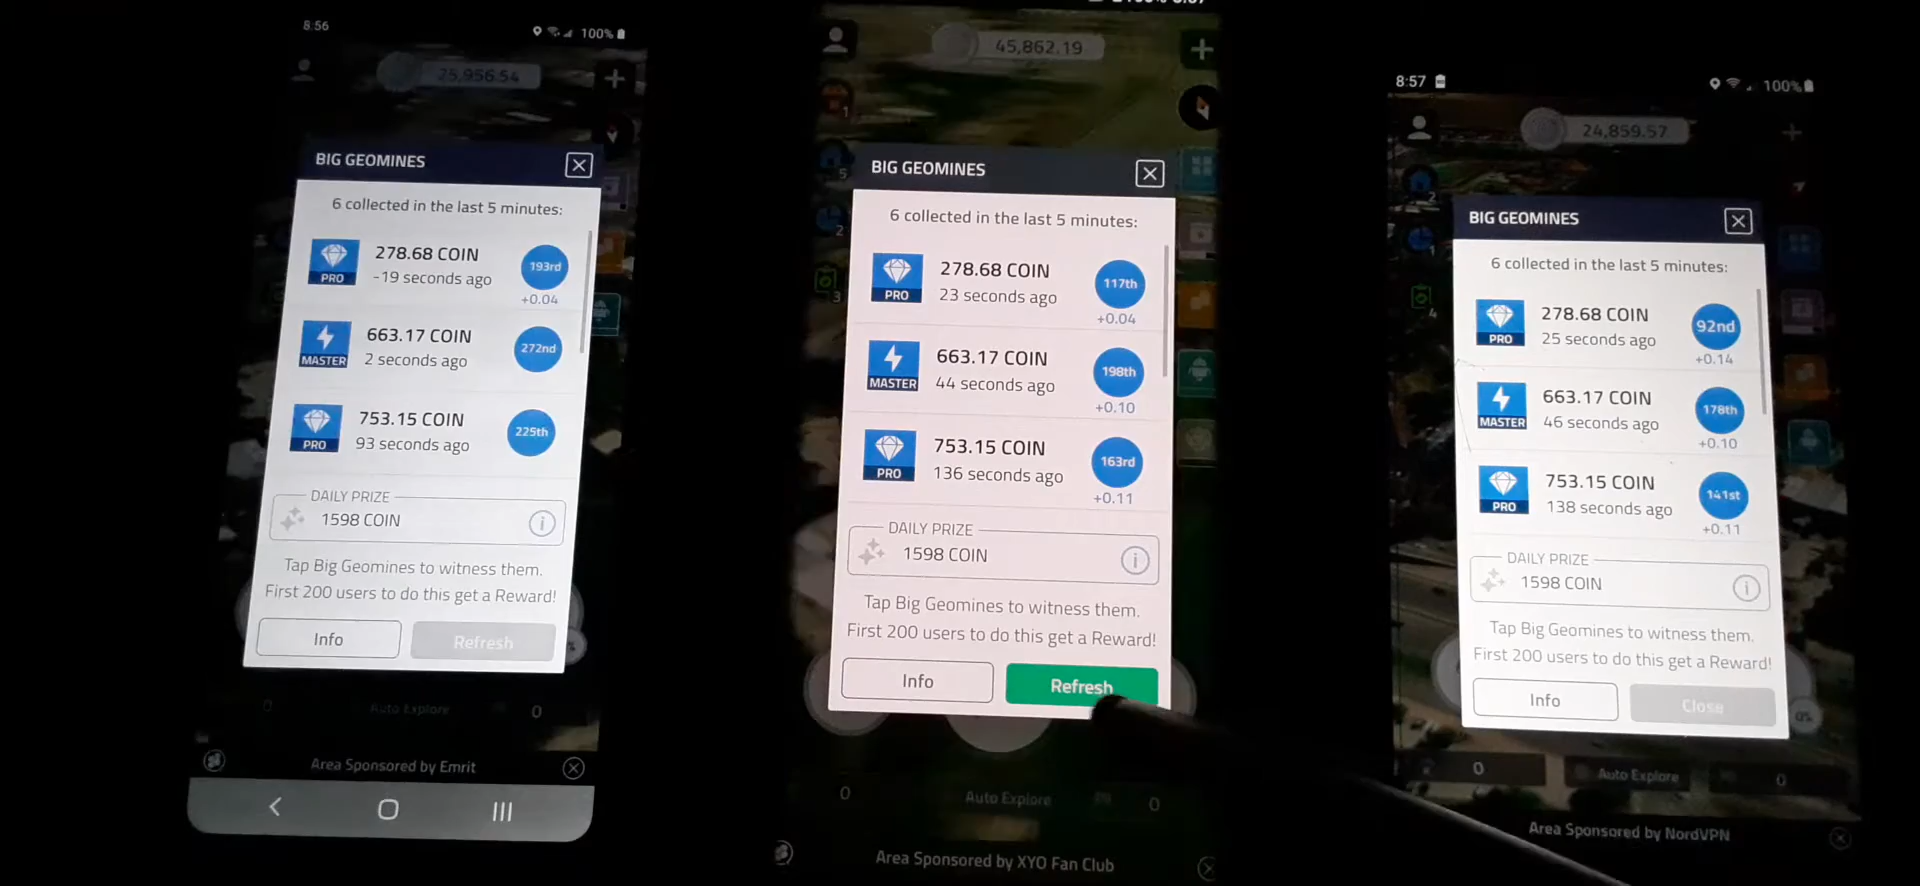 8:56
100%
25,956.54
BIG GEOMINES
6 collected in the last 5 minutes:
278.68 COIN
-19 seconds ago
PRO
193rd
+0.04
663.17 COIN
2 seconds ago
MASTER
272nd
753.15 COIN
93 seconds ago
PRO
225th
DAILY PRIZE
1598 COIN
Tap Big Geomines to witness them.
First 200 users to do this get a Reward!
Info
Refresh
0
Auto Explore
0
Area Sponsored by Emrit
45,862.19
1
5
2
3
BIG GEOMINES
6 collected in the last 5 minutes:
278.68 COIN
23 seconds ago
PRO
117th
+0.04
663.17 COIN
44 seconds ago
MASTER
198th
+0.10
753.15 COIN
136 seconds ago
PRO
163rd
+0.11
DAILY PRIZE
1598 COIN
Tap Big Geomines to witness them.
First 200 users to do this get a Reward!
Info
Refresh
0
Auto Explore
0
Area Sponsored by XYO Fan Club
8:57
100%
24,859.57
2
1
4
BIG GEOMINES
6 collected in the last 5 minutes:
278.68 COIN
25 seconds ago
PRO
92nd
+0.14
663.17 COIN
46 seconds ago
MASTER
178th
+0.10
753.15 COIN
138 seconds ago
PRO
141st
+0.11
DAILY PRIZE
1598 COIN
Tap Big Geomines to witness them.
First 200 users to do this get a Reward!
Info
Close
0%
0
Auto Explore
0
Area Sponsored by NordVPN